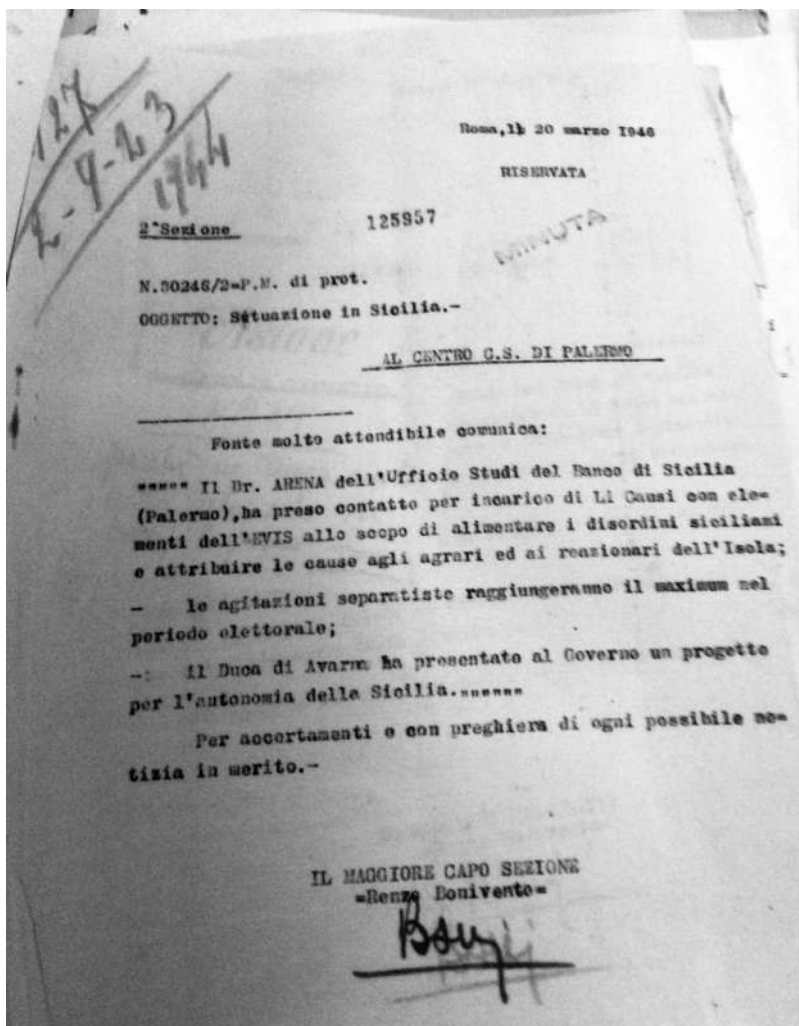 127
2-9-23
1944
Roma,lì 20 marzo 1946
RISERVATA
2^Sezione
125957
MINUTA
N.30246/2=P.M. di prot.
OGGETTO: Situazione in Sicilia.-
AL CENTRO C.S. DI PALERMO
Fonte molto attendibile comunica:
""""" Il Dr. ARENA dell'Ufficio Studi del Banco di Sicilia
(Palermo),ha preso contatto per incarico di Li Causi con ele=
menti dell'EVIS allo scopo di alimentare i disordini siciliani
e attribuire le cause agli agrari ed ai reazionari dell'Isola;
- le agitazioni separatiste raggiungeranno il maximum nel
periodo elettorale;
-: il Duca di Avarna ha presentato al Governo un progetto
per l'autonomia della Sicilia.""""""
Per accertamenti e con preghiera di ogni possibile no=
tizia in merito.-
IL MAGGIORE CAPO SEZIONE
=Renzo Bonivento=